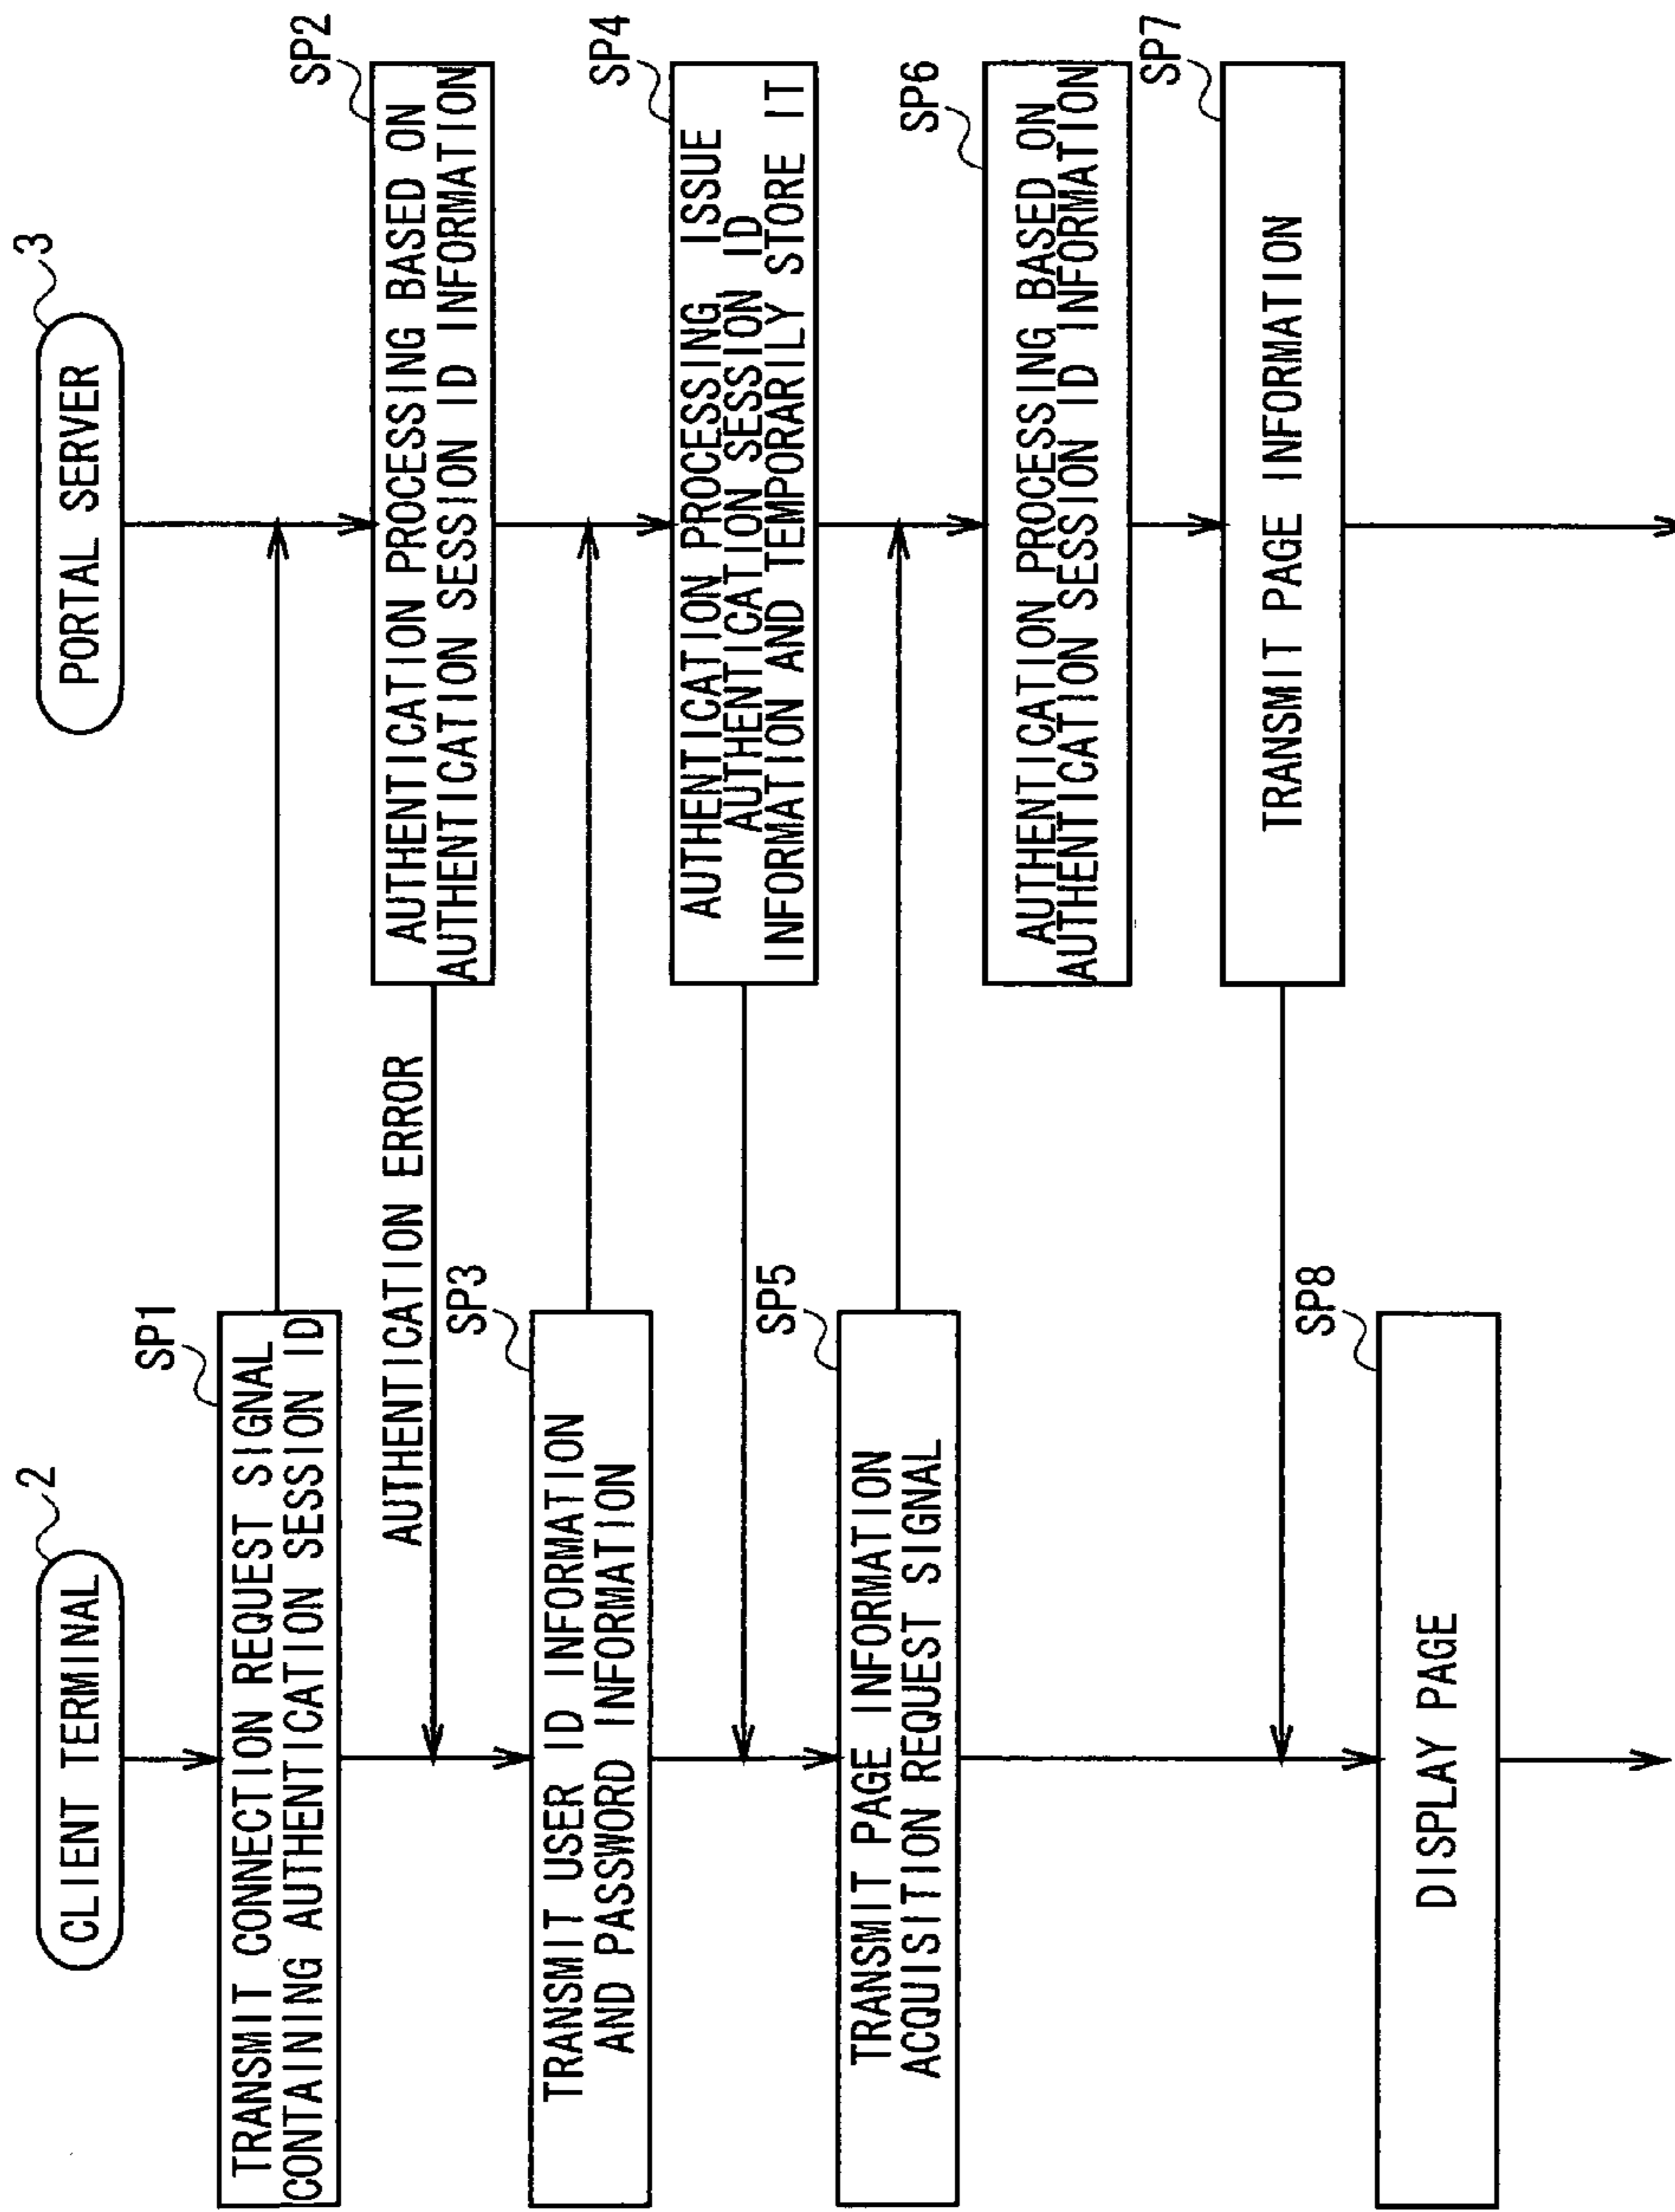 CLIENT TERMINAL
2
PORTAL SERVER
3
SP1
TRANSMIT CONNECTION REQUEST SIGNAL
CONTAINING AUTHENTICATION SESSION ID
SP2
AUTHENTICATION PROCESSING BASED ON
AUTHENTICATION SESSION ID INFORMATION
AUTHENTICATION ERROR
SP3
TRANSMIT USER ID INFORMATION
AND PASSWORD INFORMATION
SP4
AUTHENTICATION PROCESSING, ISSUE
AUTHENTICATION SESSION ID
INFORMATION AND TEMPORARILY STORE IT
SP5
TRANSMIT PAGE INFORMATION
ACQUISITION REQUEST SIGNAL
SP6
AUTHENTICATION PROCESSING BASED ON
AUTHENTICATION SESSION ID INFORMATION
SP7
TRANSMIT PAGE INFORMATION
SP8
DISPLAY PAGE